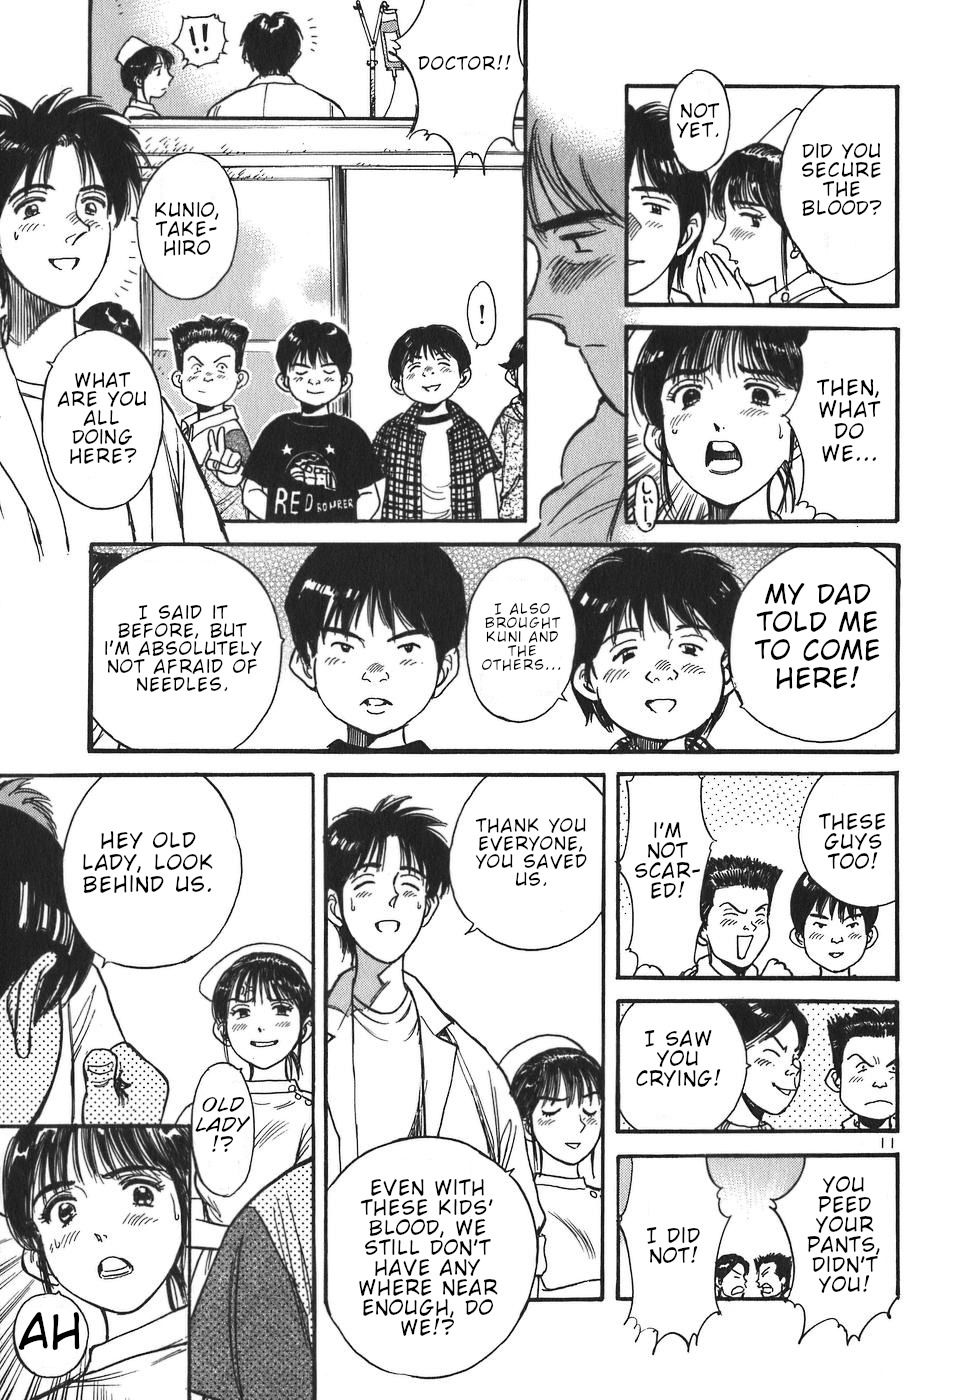 DID YOU
SECURE
THE
BLOOD?
NOT
YET.
THEN,
WHAT
DO
WE...
DOCTOR!!
!!
KUNIO,
TAKE-
HIRO
!
WHAT
ARE YOU
ALL
DOING
HERE?
RED BOMBER
MY DAD
TOLD ME
TO COME
HERE!
I ALSO
BROUGHT
KUNI AND
THE
OTHERS...
I SAID IT
BEFORE, BUT
I'M ABSOLUTELY
NOT AFRAID OF
NEEDLES.
THESE
GUYS
TOO!
I'M
NOT
SCAR-
ED!
I SAW
YOU
CRYING!
11
YOU
PEED
YOUR
PANTS,
DIDN'T
YOU!
I DID
NOT!
THANK YOU
EVERYONE,
YOU SAVED
US.
EVEN WITH
THESE KIDS'
BLOOD, WE
STILL DON'T
HAVE ANY
WHERE NEAR
ENOUGH, DO
WE!?
HEY OLD
LADY, LOOK
BEHIND US.
OLD
LADY
!?
AH